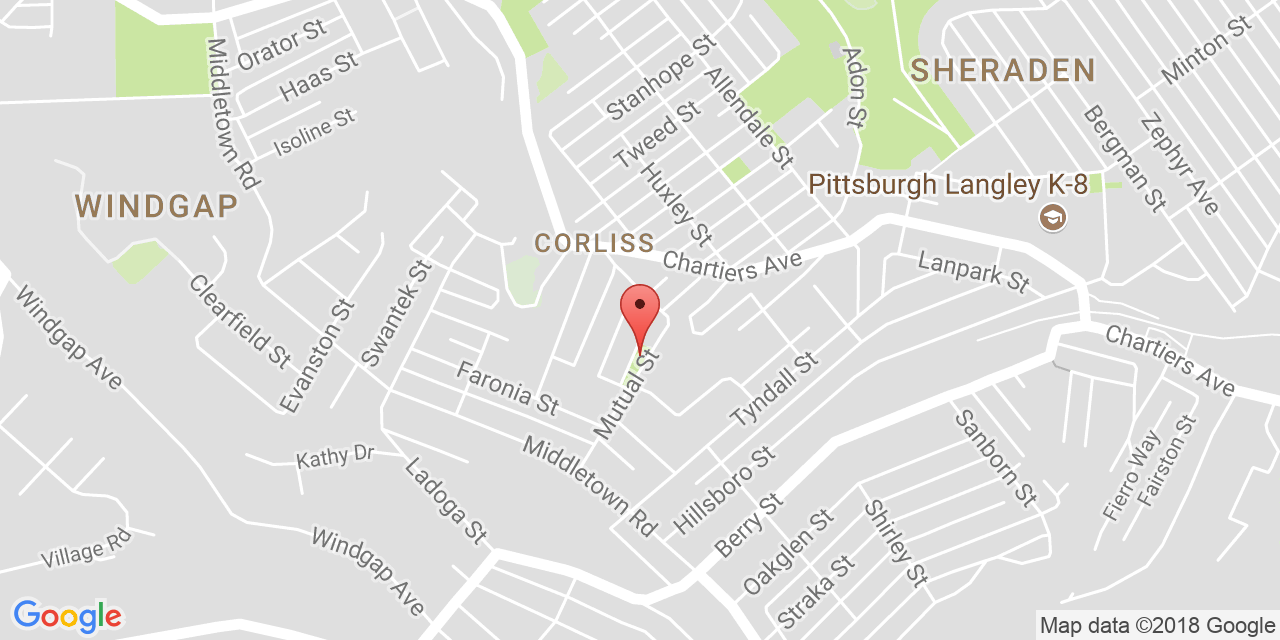 Orator St
Middletown Rd
Haas St
Isoline St
Stanhope St
Allendale St
Adon St
SHERADEN
Minton St
Tweed St
Bergman St
Zephyr Ave
Huxley St
Pittsburgh Langley K-8
WINDGAP
CORLISS
Chartiers Ave
Lanpark St
Windgap Ave
Clearfield St
Evanston St
Swantek St
Faronia St
Mutual St
Tyndall St
Chartiers Ave
Kathy Dr
Ladoga St
Middletown Rd
Hillsboro St
Berry St
Sanborn St
Fierro Way
Fairston St
Village Rd
Windgap Ave
Oakglen St
Shirley St
Straka St
Google
Map data ©2018 Google